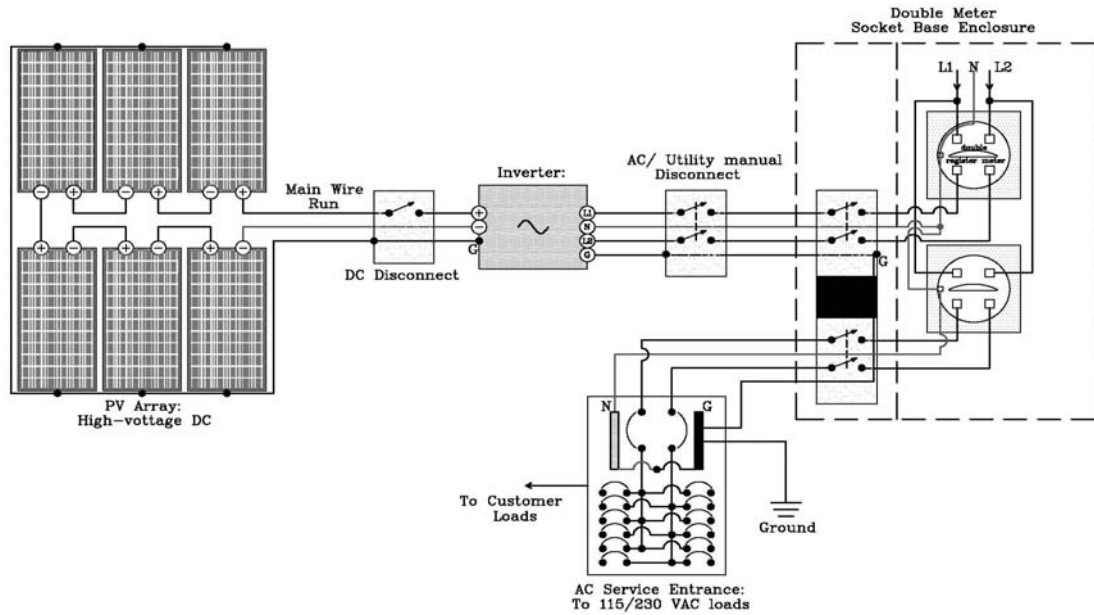 Double Meter
Socket Base Enclosure
L1 N L2
double
register meter
AC/ Utility manual
Disconnect
Inverter:
Main Wire
Run
− + − + − +
+ − + − + −
+
−
G
L1
N
L2
G
DC Disconnect
G
PV Array:
High-vottage DC
N G
To Customer
Loads
Ground
AC Service Entrance:
To 115/230 VAC loads